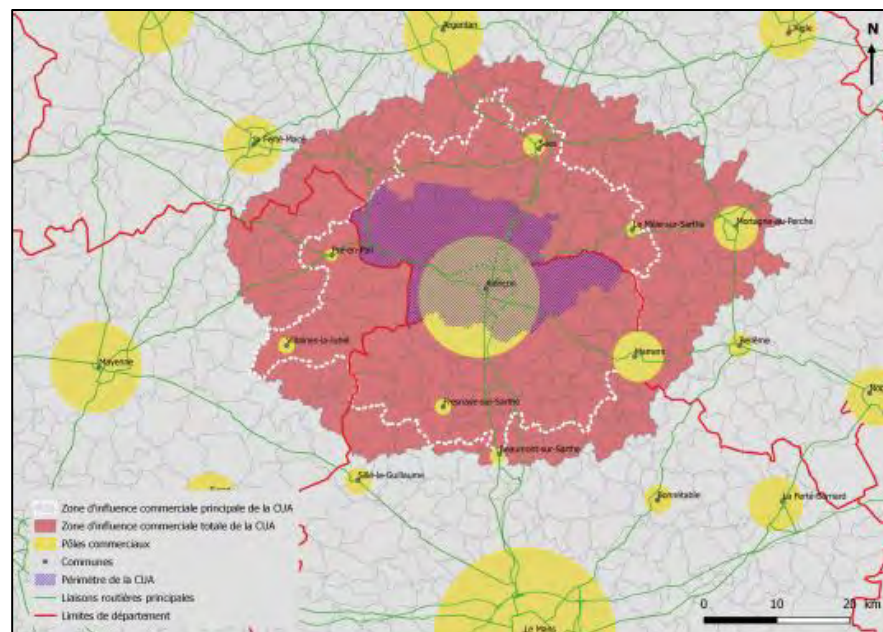 Argentan
L'Aigle
N
la Ferté-Macé
Sées
Mortagne-au-Perche
Le Mêle-sur-Sarthe
Pré-en-Pail
Alençon
Villaines-la-Juhel
Mayenne
Mamers
Bellême
Fresnaye-sur-Sarthe
Beaumont-sur-Sarthe
Sillé-le-Guillaume
Bonnétable
La Ferté-Bernard
Le Mans
Zone d'influence commerciale principale de la CUA
Zone d'influence commerciale totale de la CUA
Pôles commerciaux
Communes
Périmètre de la CUA
Liaisons routières principales
Limites de département
0 10 20 km